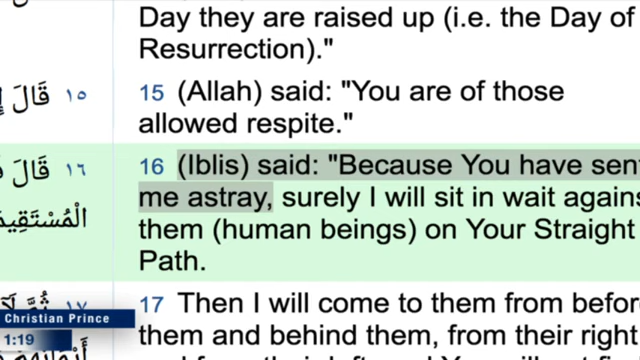 Day they are raised up (i.e. the Day of
Resurrection)."
١٥ قَالَ
15 (Allah) said: "You are of those
allowed respite."
١٦ قَالَ
16 (Iblis) said: "Because You have sent
me astray, surely I will sit in wait agains
الْمُسْتَقِيمَ
them (human beings) on Your Straight
Path.
١٧ ثُمَّ
17 Then I will come to them from befor
Christian Prince
1:19
them and behind them, from their right